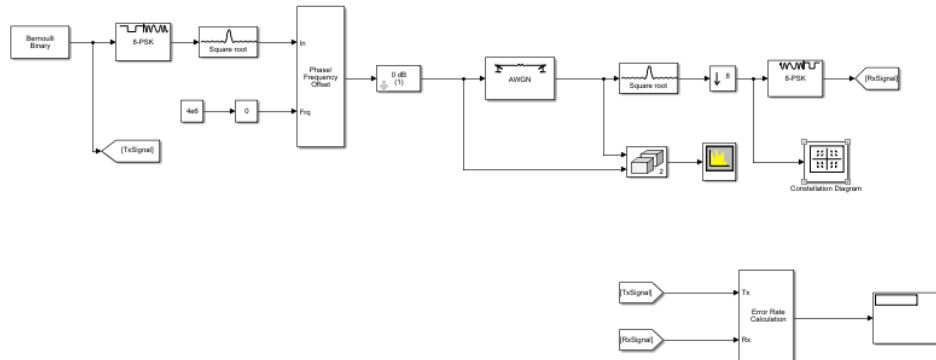 Bernoulli
Binary
8-PSK
Square root
In
Phase/
Frequency
Offset
Frq
4e6
0
0 dB
(1)
AWGN
Square root
8
8-PSK
[RxSignal]
[TxSignal]
2
Constellation Diagram
[TxSignal]
Tx
Error Rate
Calculation
[RxSignal]
Rx